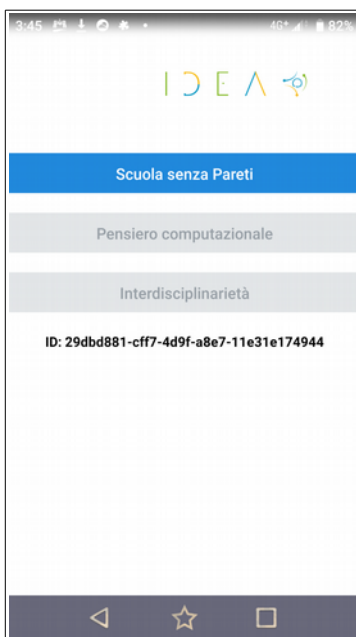 3:45 4G+ 82%
IDEA
Scuola senza Pareti
Pensiero computazionale
Interdisciplinarietà
ID: 29dbd881-cff7-4d9f-a8e7-11e31e174944